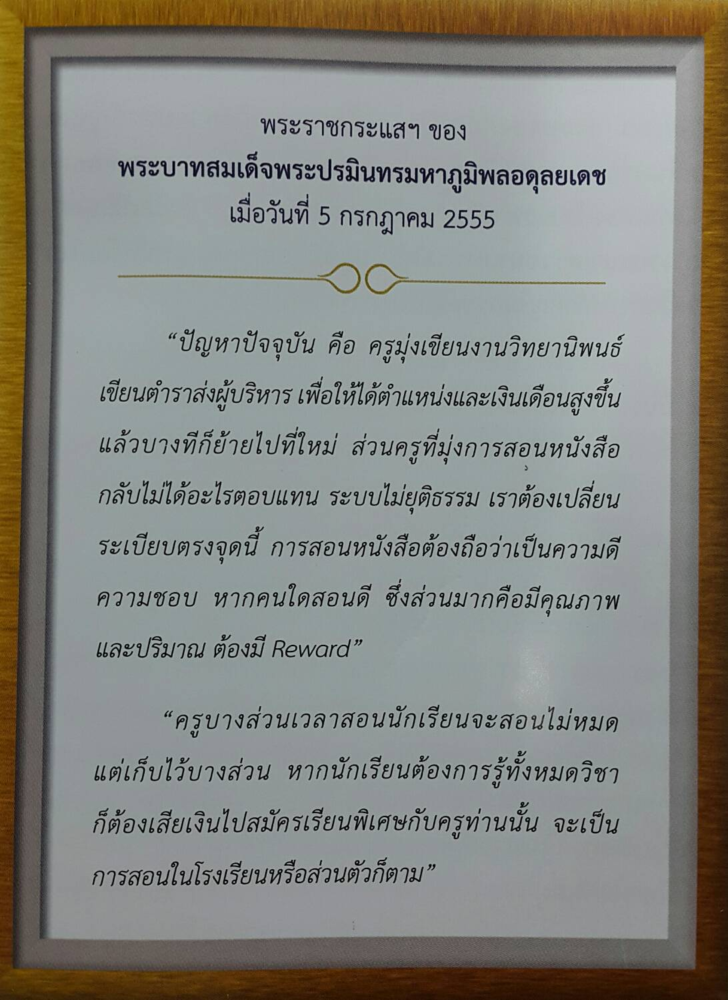 พระราชกระแสฯ ของ
พระบาทสมเด็จพระปรมินทรมหาภูมิพลอดุลยเดช
เมื่อวันที่ 5 กรกฎาคม 2555
“ปัญหาปัจจุบัน คือ ครูมุ่งเขียนงานวิทยานิพนธ์
เขียนตำราส่งผู้บริหาร เพื่อให้ได้ตำแหน่งและเงินเดือนสูงขึ้น
แล้วบางทีก็ย้ายไปที่ใหม่ ส่วนครูที่มุ่งการสอนหนังสือ
กลับไม่ได้อะไรตอบแทน ระบบไม่ยุติธรรม เราต้องเปลี่ยน
ระเบียบตรงจุดนี้ การสอนหนังสือต้องถือว่าเป็นความดี
ความชอบ หากคนใดสอนดี ซึ่งส่วนมากคือมีคุณภาพ
และปริมาณ ต้องมี Reward”
“ครูบางส่วนเวลาสอนนักเรียนจะสอนไม่หมด
แต่เก็บไว้บางส่วน หากนักเรียนต้องการรู้ทั้งหมดวิชา
ก็ต้องเสียเงินไปสมัครเรียนพิเศษกับครูท่านนั้น จะเป็น
การสอนในโรงเรียนหรือส่วนตัวก็ตาม”